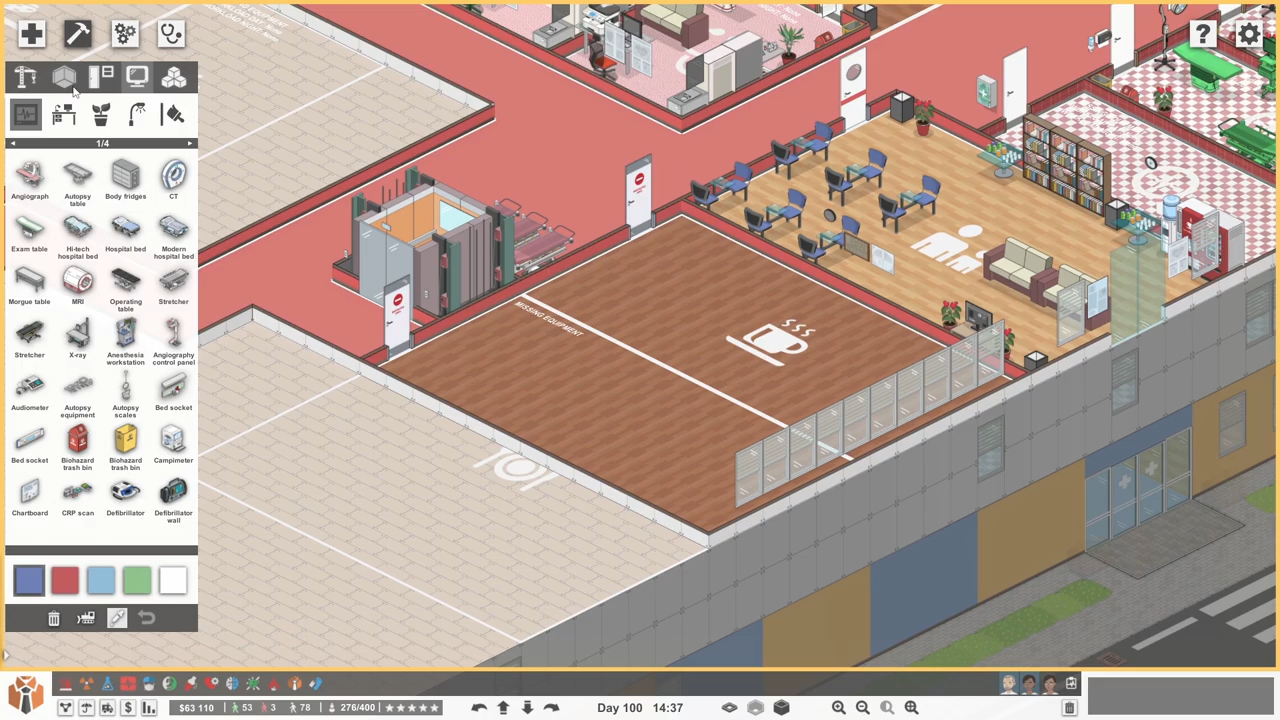 ?
1/4
Angiograph
Autopsy table
Body fridges
CT
Exam table
Hi-tech hospital bed
Hospital bed
Modern hospital bed
Morgue table
MRI
Operating table
Stretcher
Stretcher
X-ray
Anesthesia workstation
Angiography control panel
Audiometer
Autopsy equipment
Autopsy scales
Bed socket
Bed socket
Biohazard trash bin
Biohazard trash bin
Campimeter
Chartboard
CRP scan
Defibrillator
Defibrillator wall
MISSING EQUIPMENT
$63 110
53
3
78
276/400
Day 100 14:37